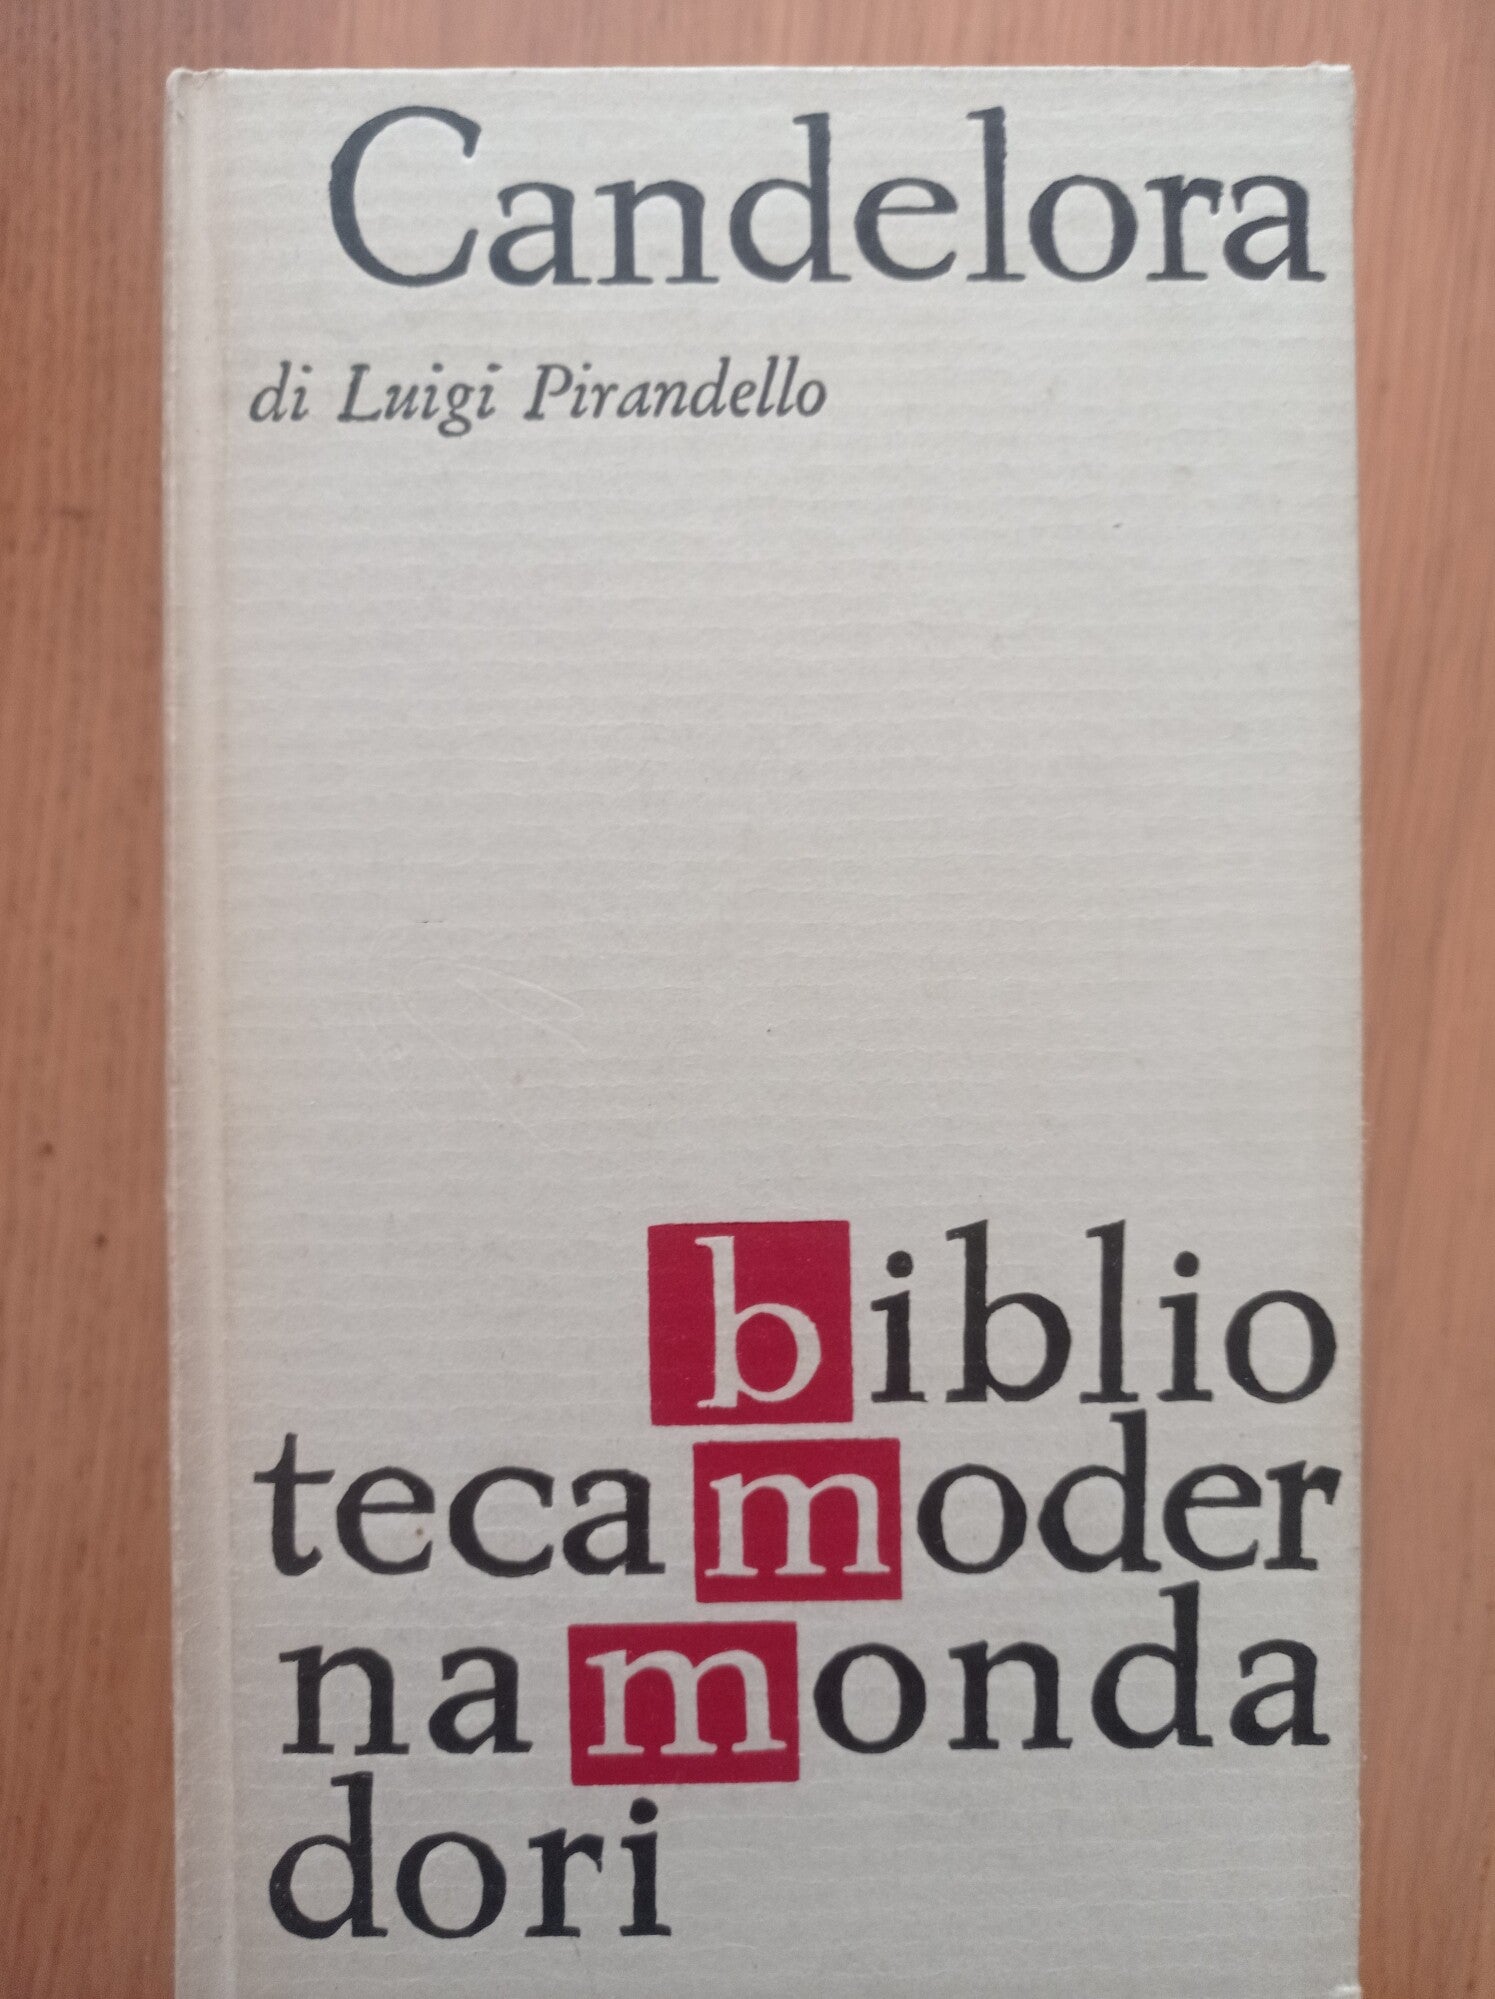 Candelora
di Luigi Pirandello
biblio
tecamoder
namonda
dori